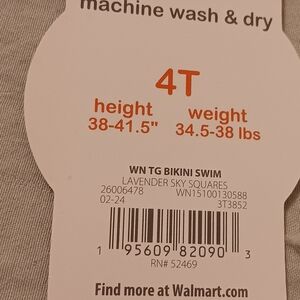 machine wash & dry
4T
height weight
38-41.5" 34.5-38 lbs
WN TG BIKINI SWIM
LAVENDER SKY SQUARES
26006478 WN15100130588
02-24 3T3852
1 95609 82090 3
RN# 52469
Find more at Walmart.com